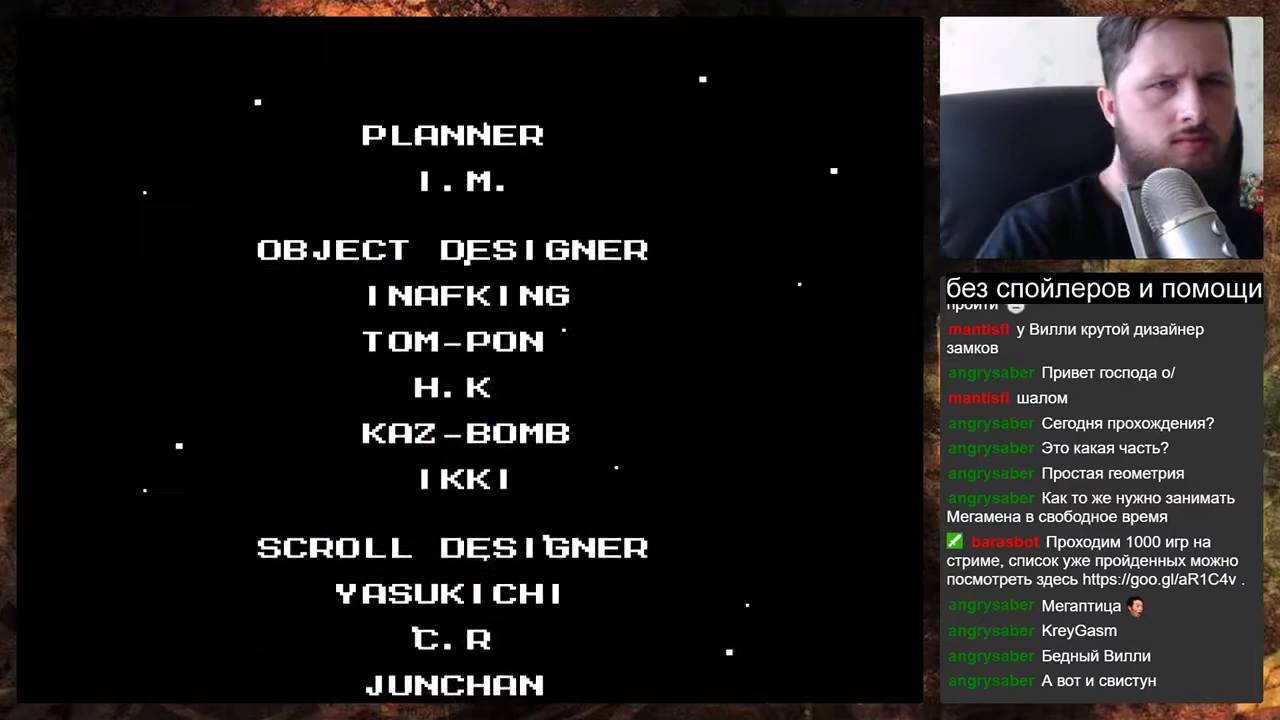 PLANNER
I.M.
OBJECT DESIGNER
INAFKING
TOM-PON
H.K
KAZ-BOMB
IKKI
SCROLL DESIGNER
YASUKICHI
C.R
JUNCHAN
без спойлеров и помощи
пройти
mantisfl у Вилли крутой дизайнер
замков
angrysaber Привет господа о/
mantisfl шалом
angrysaber Сегодня прохождения?
angrysaber Это какая часть?
angrysaber Простая геометрия
angrysaber Как то же нужно занимать
Мегамена в свободное время
barasbot Проходим 1000 игр на
стриме, список уже пройденных можно
посмотреть здесь https://goo.gl/aR1C4v .
angrysaber Мегаптица
angrysaber KreyGasm
angrysaber Бедный Вилли
angrysaber А вот и свистун